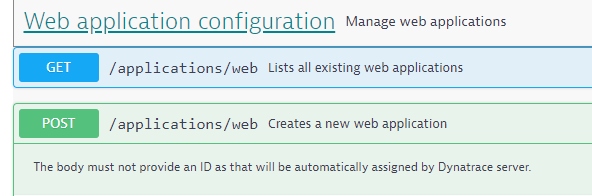 Web application configuration Manage web applications
GET /applications/web Lists all existing web applications
POST /applications/web Creates a new web application
The body must not provide an ID as that will be automatically assigned by Dynatrace server.